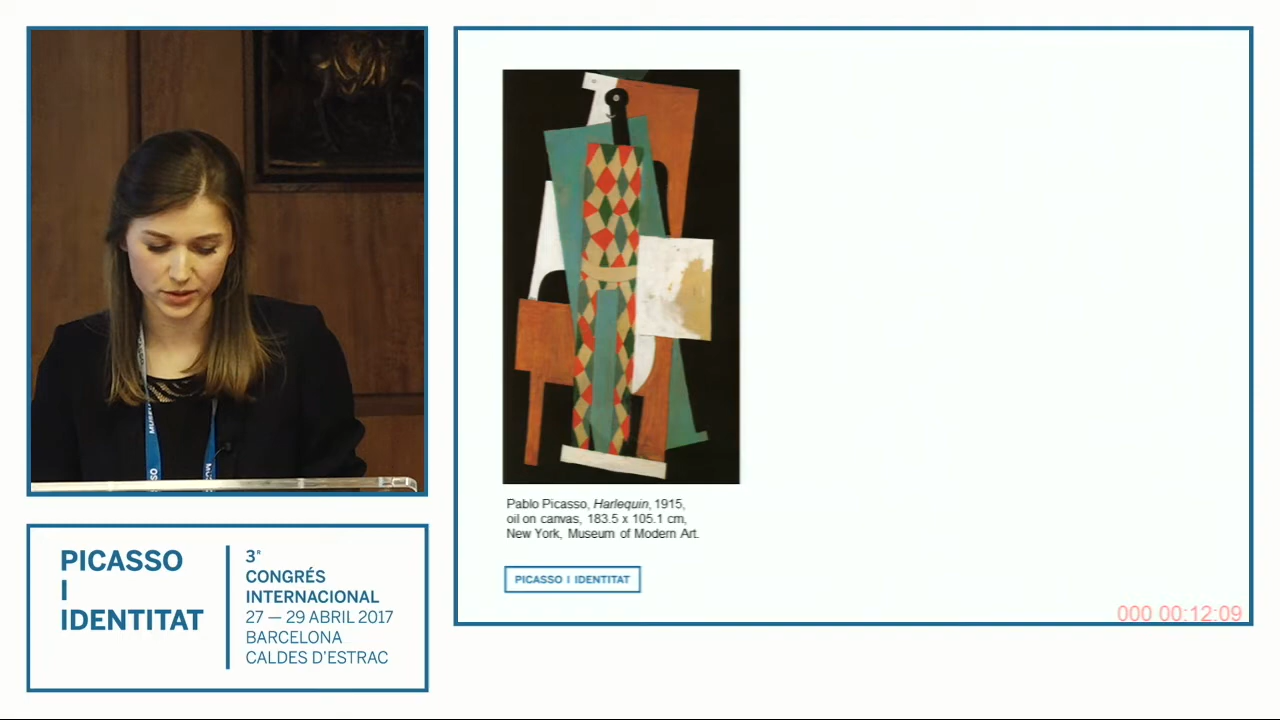 Pablo Picasso, Harlequin, 1915,
oil on canvas, 183.5 x 105.1 cm,
New York, Museum of Modern Art.
PICASSO I IDENTITAT
000 00:12:09
PICASSO
I
IDENTITAT
3r
CONGRÉS
INTERNACIONAL
27 — 29 ABRIL 2017
BARCELONA
CALDES D'ESTRAC